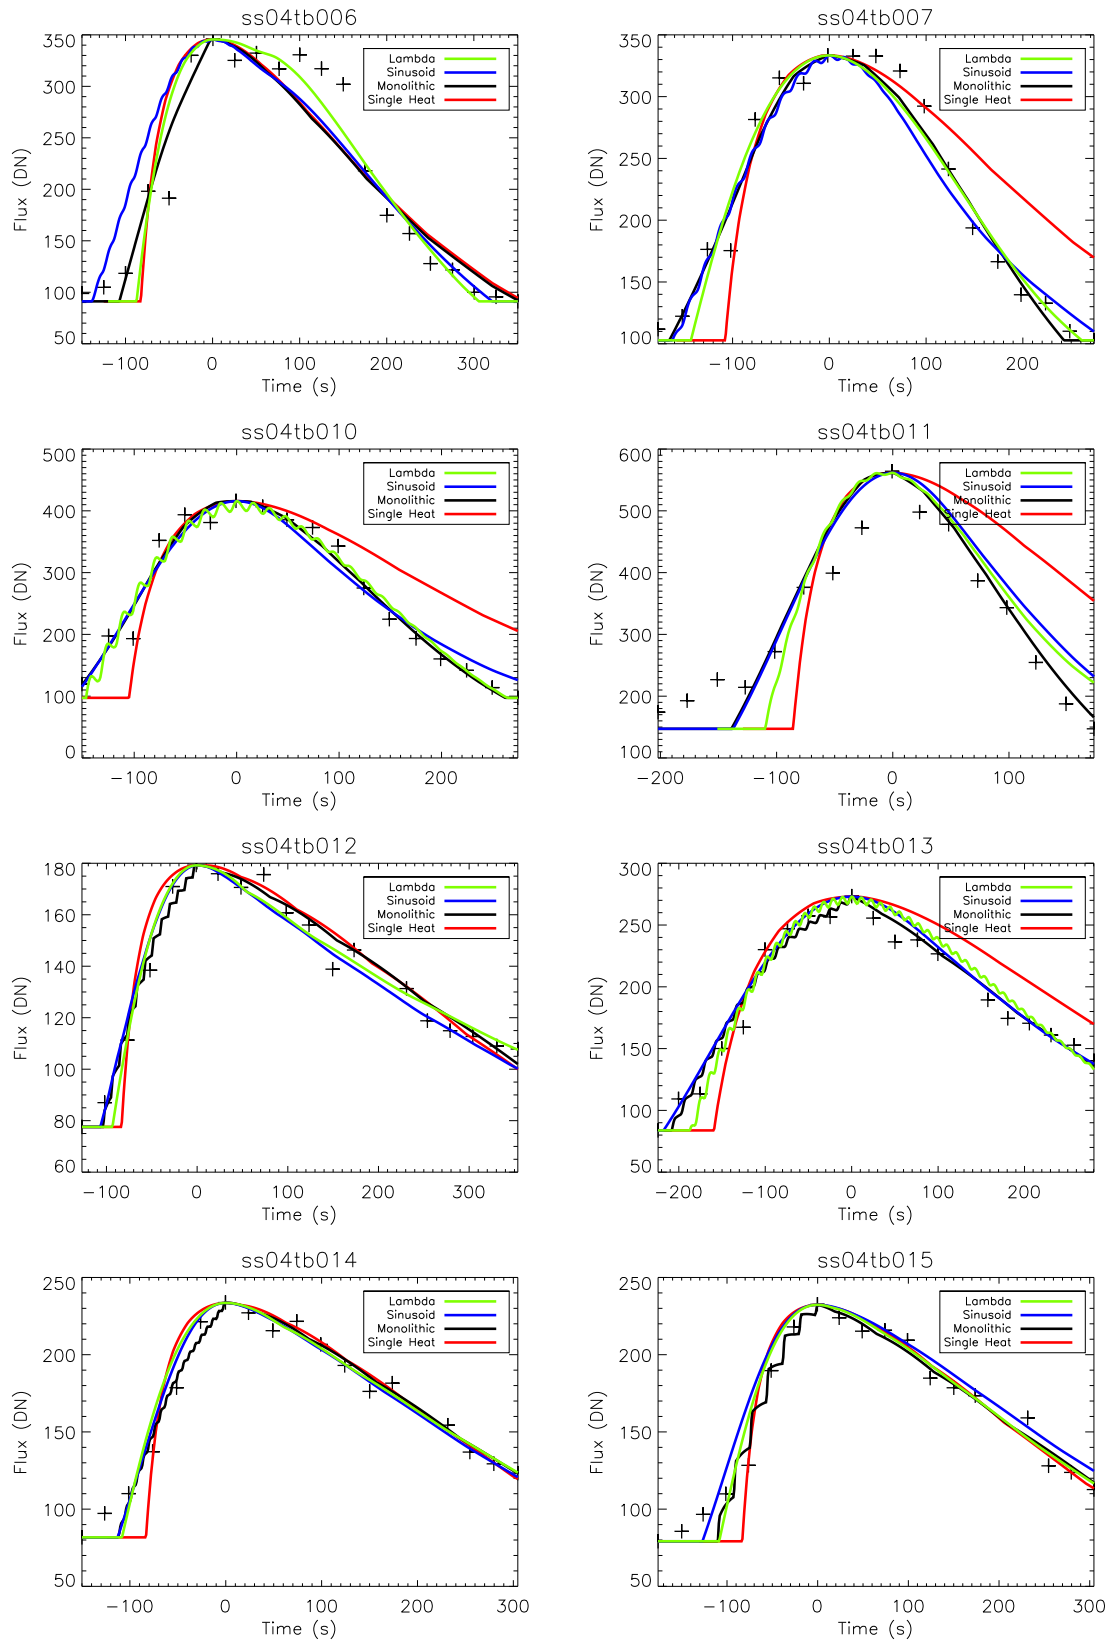 ss04tb006
350
300
250
200
150
100
50
Flux (DN)
Lambda
Sinusoid
Monolithic
Single Heat
−100 0 100 200 300
Time (s)
ss04tb007
350
300
250
200
150
100
Flux (DN)
Lambda
Sinusoid
Monolithic
Single Heat
−100 0 100 200
Time (s)
ss04tb010
500
400
300
200
100
0
Flux (DN)
Lambda
Sinusoid
Monolithic
Single Heat
−100 0 100 200
Time (s)
ss04tb011
600
500
400
300
200
100
Flux (DN)
Lambda
Sinusoid
Monolithic
Single Heat
−200 −100 0 100
Time (s)
ss04tb012
180
160
140
120
100
80
60
Flux (DN)
Lambda
Sinusoid
Monolithic
Single Heat
−100 0 100 200 300
Time (s)
ss04tb013
300
250
200
150
100
50
Flux (DN)
Lambda
Sinusoid
Monolithic
Single Heat
−200 −100 0 100 200
Time (s)
ss04tb014
250
200
150
100
50
Flux (DN)
Lambda
Sinusoid
Monolithic
Single Heat
−100 0 100 200 300
Time (s)
ss04tb015
250
200
150
100
50
Flux (DN)
Lambda
Sinusoid
Monolithic
Single Heat
−100 0 100 200 300
Time (s)